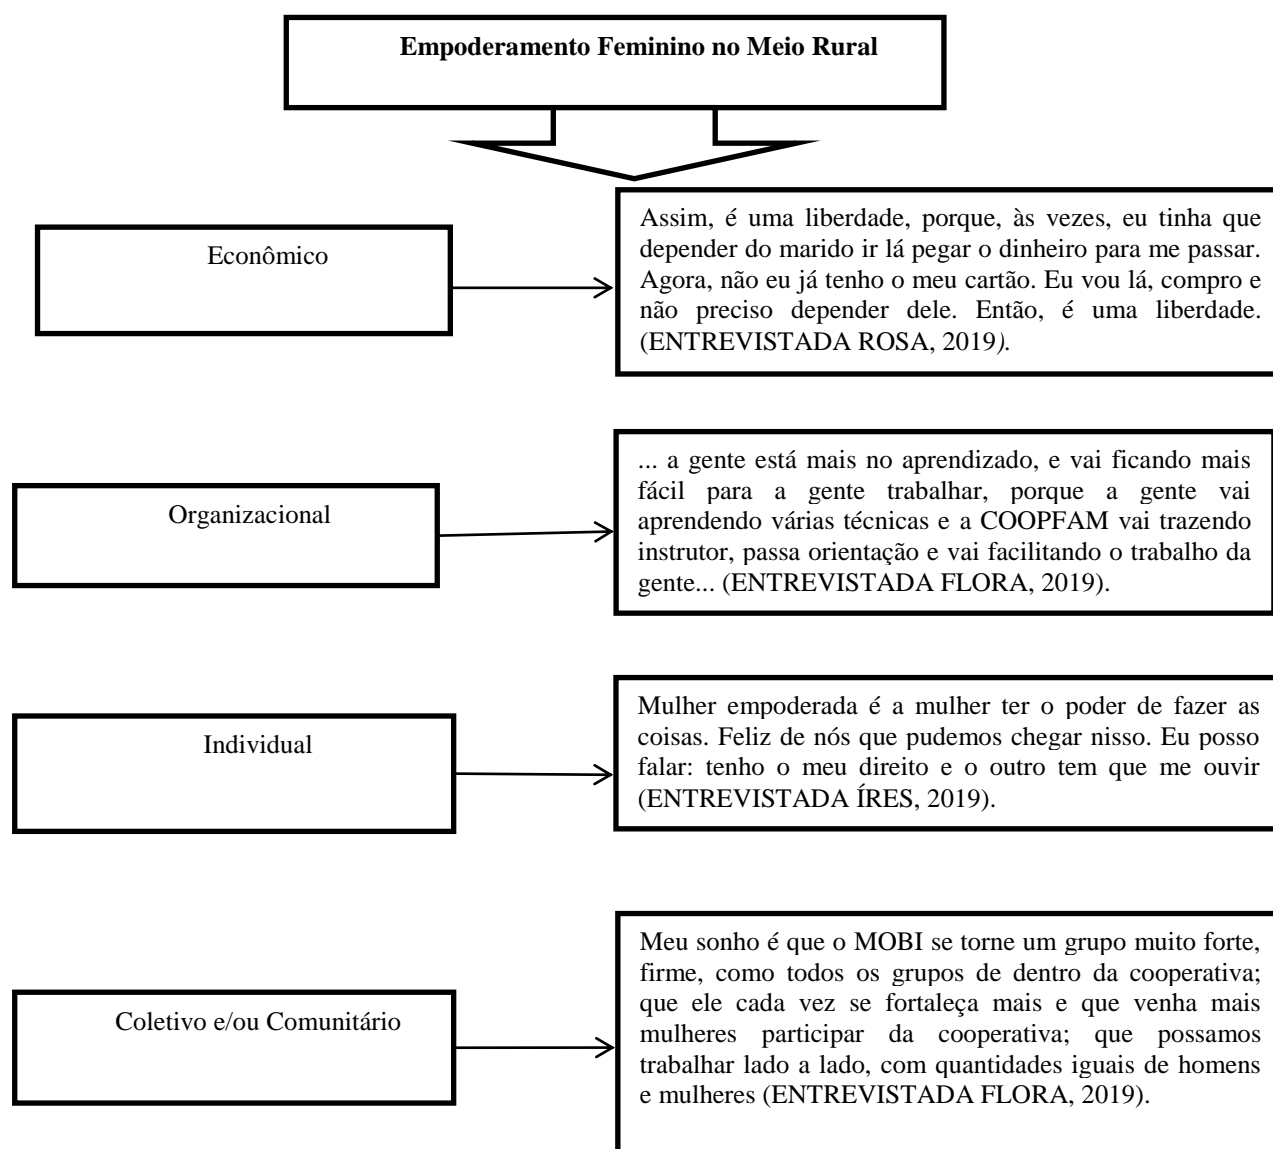 Empoderamento Feminino no Meio Rural
Econômico
Assim, é uma liberdade, porque, às vezes, eu tinha que
depender do marido ir lá pegar o dinheiro para me passar.
Agora, não eu já tenho o meu cartão. Eu vou lá, compro e
não preciso depender dele. Então, é uma liberdade.
(ENTREVISTADA ROSA, 2019).
Organizacional
... a gente está mais no aprendizado, e vai ficando mais
fácil para a gente trabalhar, porque a gente vai
aprendendo várias técnicas e a COOPFAM vai trazendo
instrutor, passa orientação e vai facilitando o trabalho da
gente... (ENTREVISTADA FLORA, 2019).
Individual
Mulher empoderada é a mulher ter o poder de fazer as
coisas. Feliz de nós que pudemos chegar nisso. Eu posso
falar: tenho o meu direito e o outro tem que me ouvir
(ENTREVISTADA ÍRES, 2019).
Coletivo e/ou Comunitário
Meu sonho é que o MOBI se torne um grupo muito forte,
firme, como todos os grupos de dentro da cooperativa;
que ele cada vez se fortaleça mais e que venha mais
mulheres participar da cooperativa; que possamos
trabalhar lado a lado, com quantidades iguais de homens
e mulheres (ENTREVISTADA FLORA, 2019).